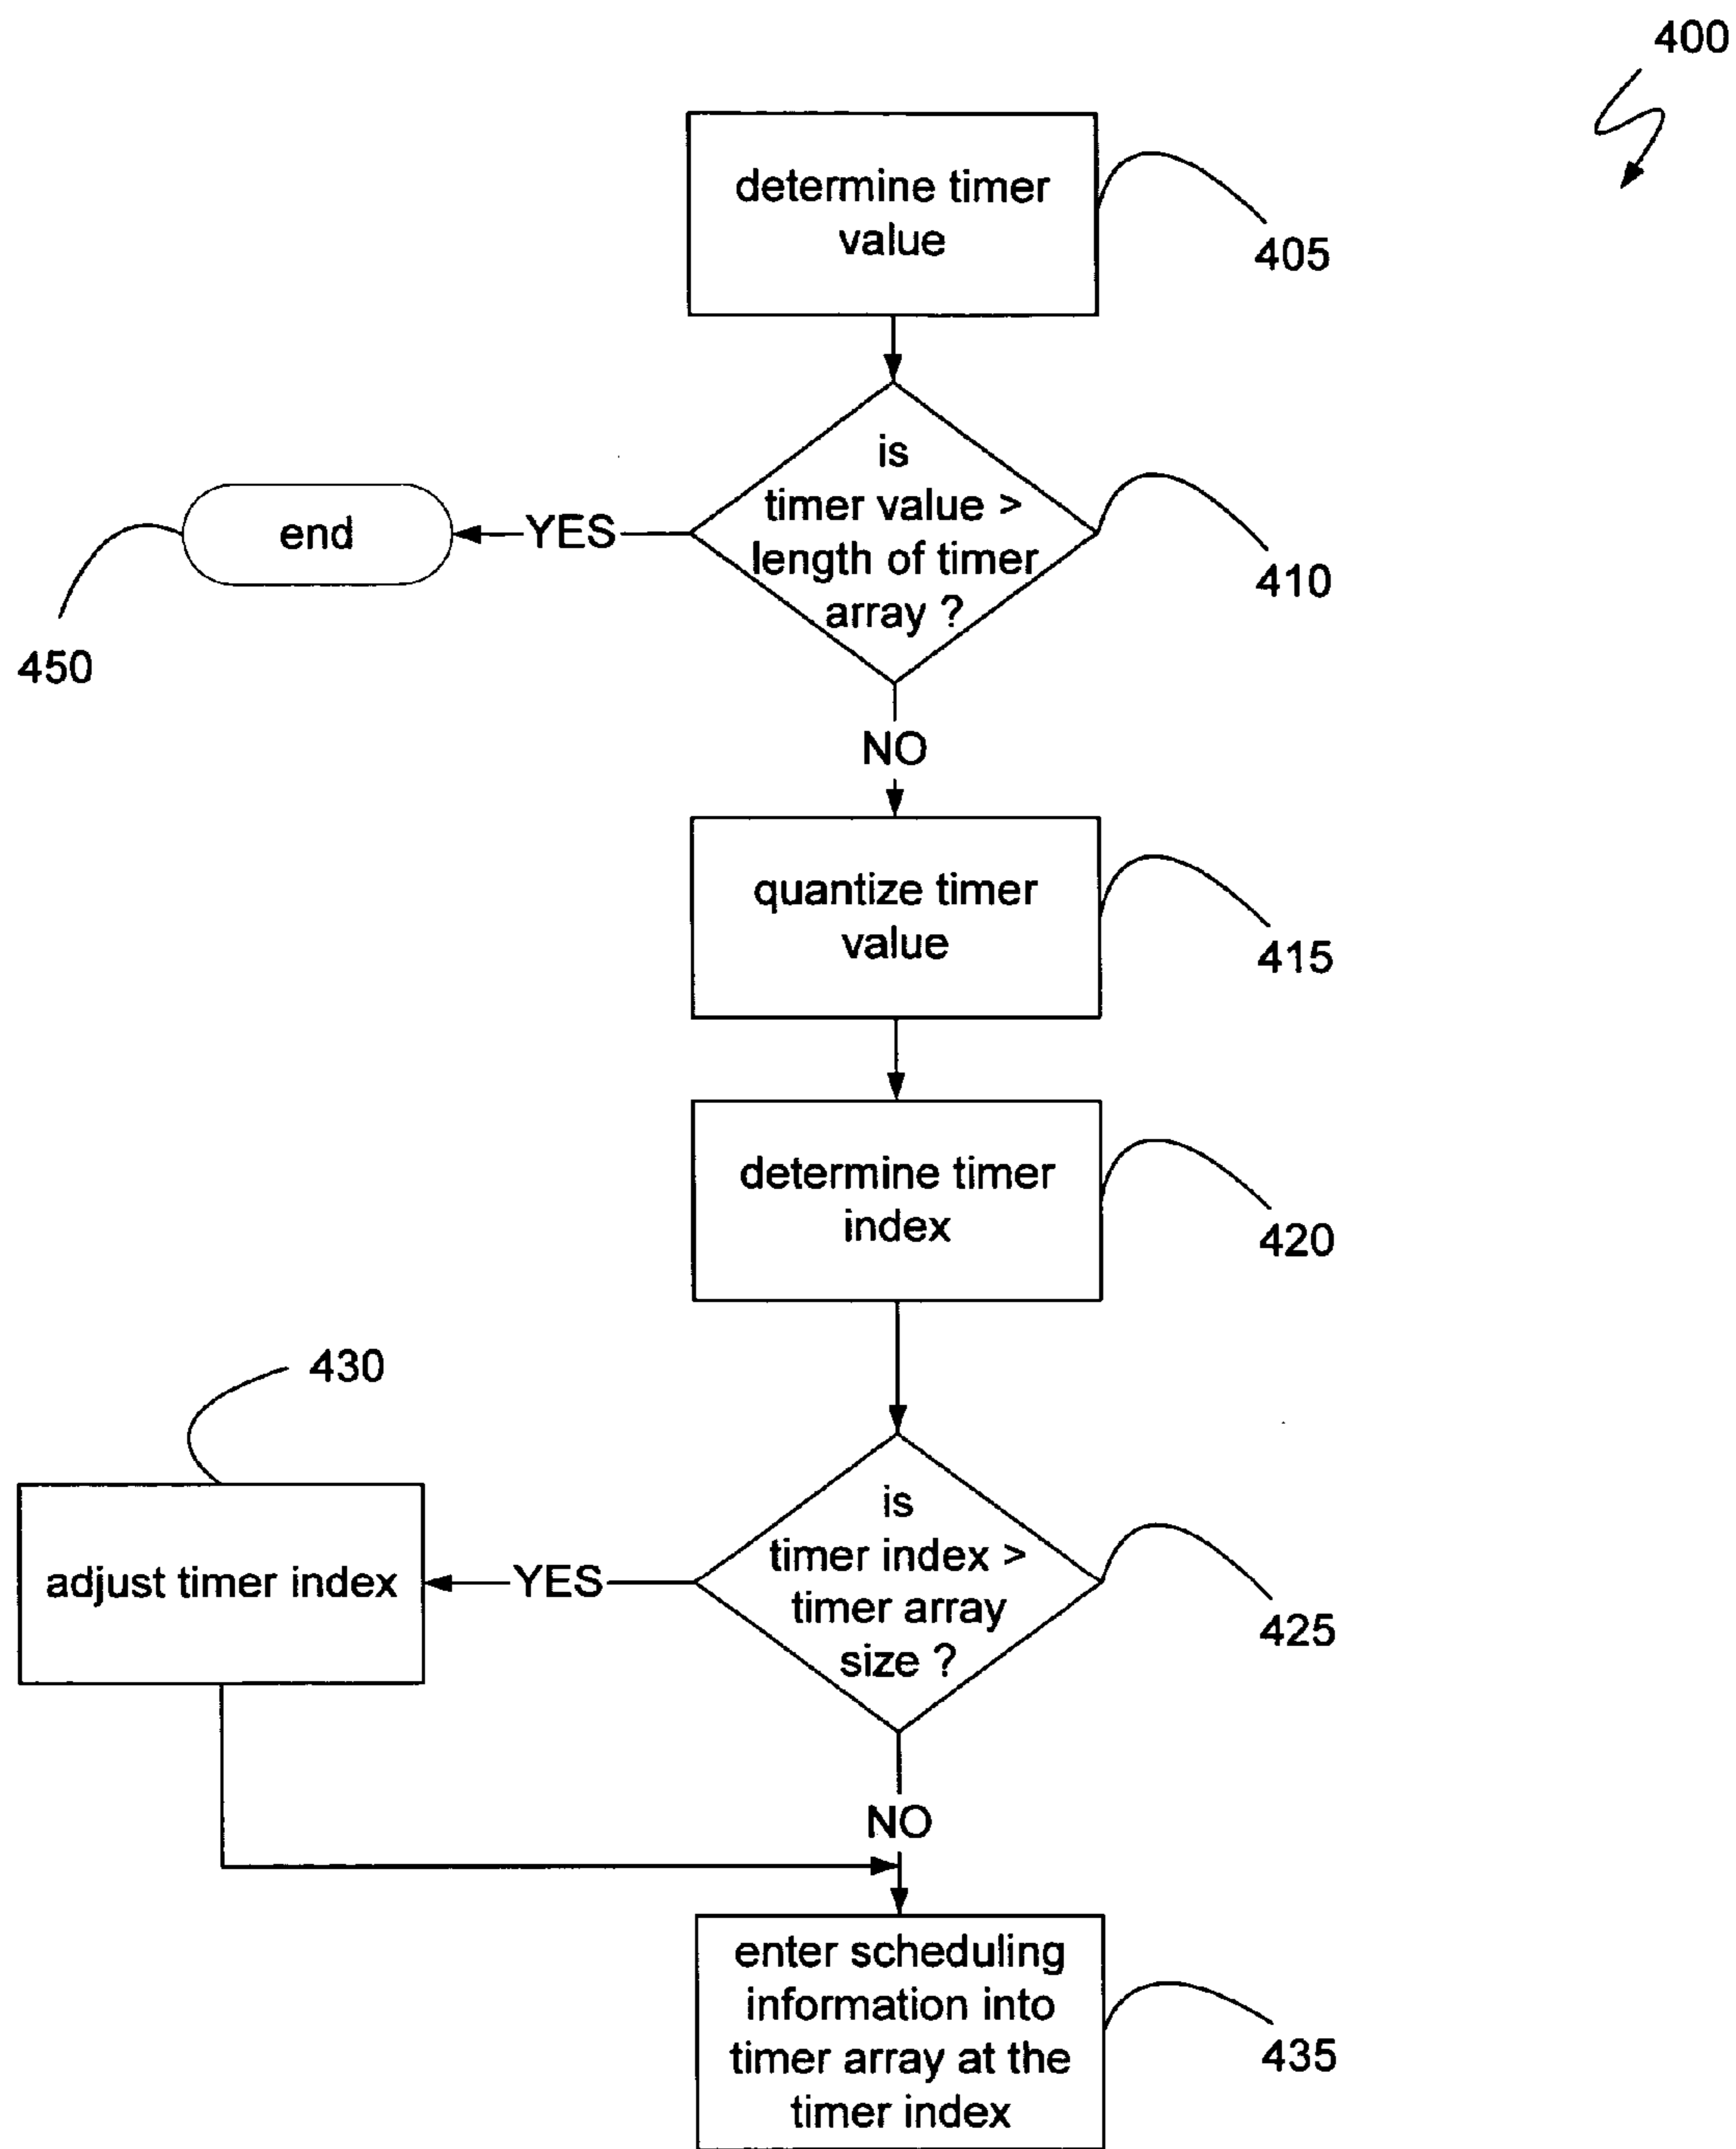 400
determine timer
value
405
is
timer value >
length of timer
array ?
410
YES
end
450
NO
quantize timer
value
415
determine timer
index
420
430
is
timer index >
timer array
size ?
425
YES
adjust timer index
NO
enter scheduling
information into
timer array at the
timer index
435